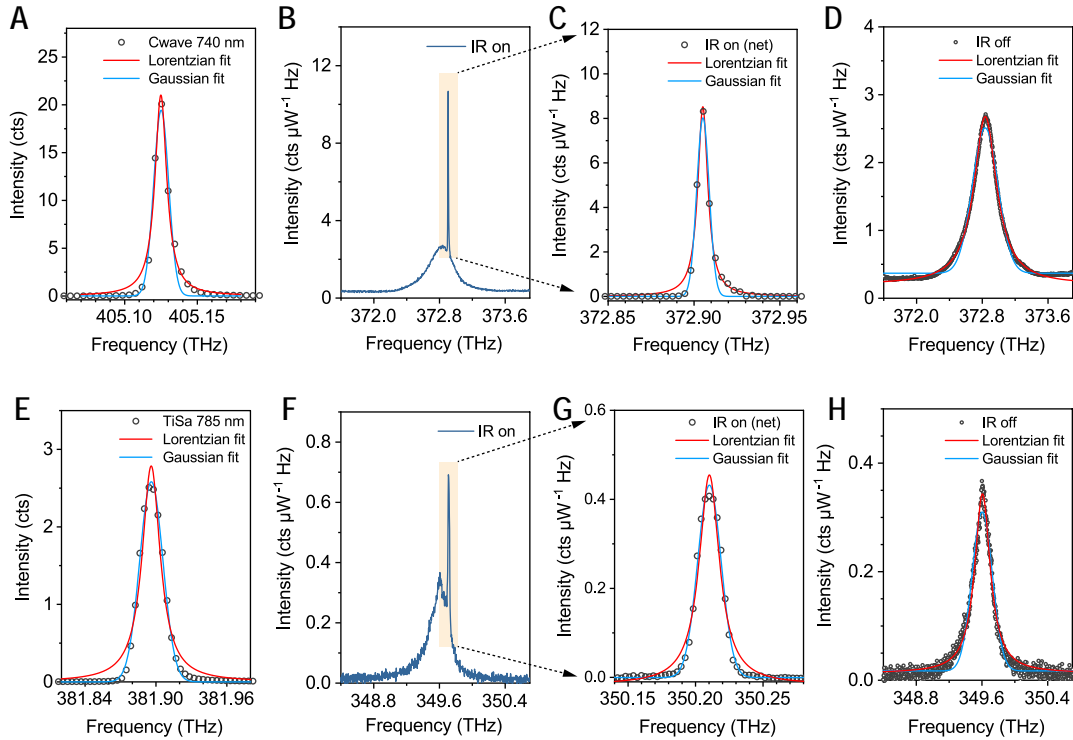 A
Cwave 740 nm
Lorentzian fit
Gaussian fit
Intensity (cts)
25
20
15
10
5
0
405.10
405.15
Frequency (THz)
B
IR on
Intensity (cts µW⁻¹ Hz)
14
11
8
6
3
0
372.0
372.8
373.6
Frequency (THz)
C
IR on (net)
Lorentzian fit
Gaussian fit
Intensity (cts µW⁻¹ Hz)
12
10
8
6
4
2
0
372.85
372.90
372.95
Frequency (THz)
D
IR off
Lorentzian fit
Gaussian fit
Intensity (cts µW⁻¹ Hz)
4
3
2
1
0
372.0
372.8
373.6
Frequency (THz)
E
TiSa 785 nm
Lorentzian fit
Gaussian fit
Intensity (cts)
3
2
1
0
381.84
381.90
381.96
Frequency (THz)
F
IR on
Intensity (cts µW⁻¹ Hz)
0.8
0.6
0.4
0.2
0.0
348.8
349.6
350.4
Frequency (THz)
G
IR on (net)
Lorentzian fit
Gaussian fit
Intensity (cts µW⁻¹ Hz)
0.6
0.4
0.2
0.0
350.15
350.20
350.25
Frequency (THz)
H
IR off
Lorentzian fit
Gaussian fit
Intensity (cts µW⁻¹ Hz)
0.4
0.3
0.1
0.0
348.8
349.6
350.4
Frequency (THz)